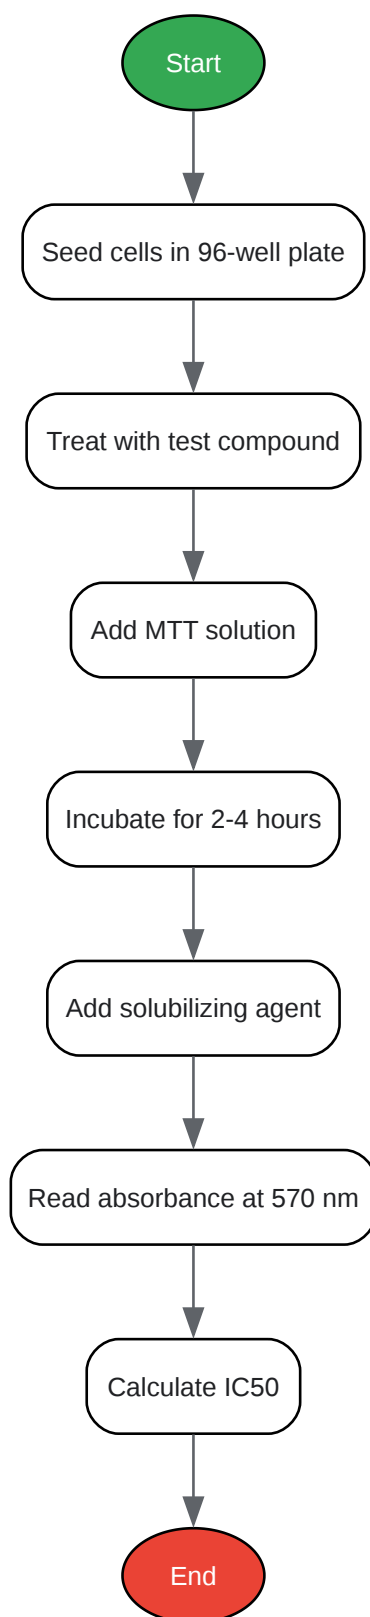 Start
Seed cells in 96-well plate
Treat with test compound
Add MTT solution
Incubate for 2-4 hours
Add solubilizing agent
Read absorbance at 570 nm
Calculate IC50
End